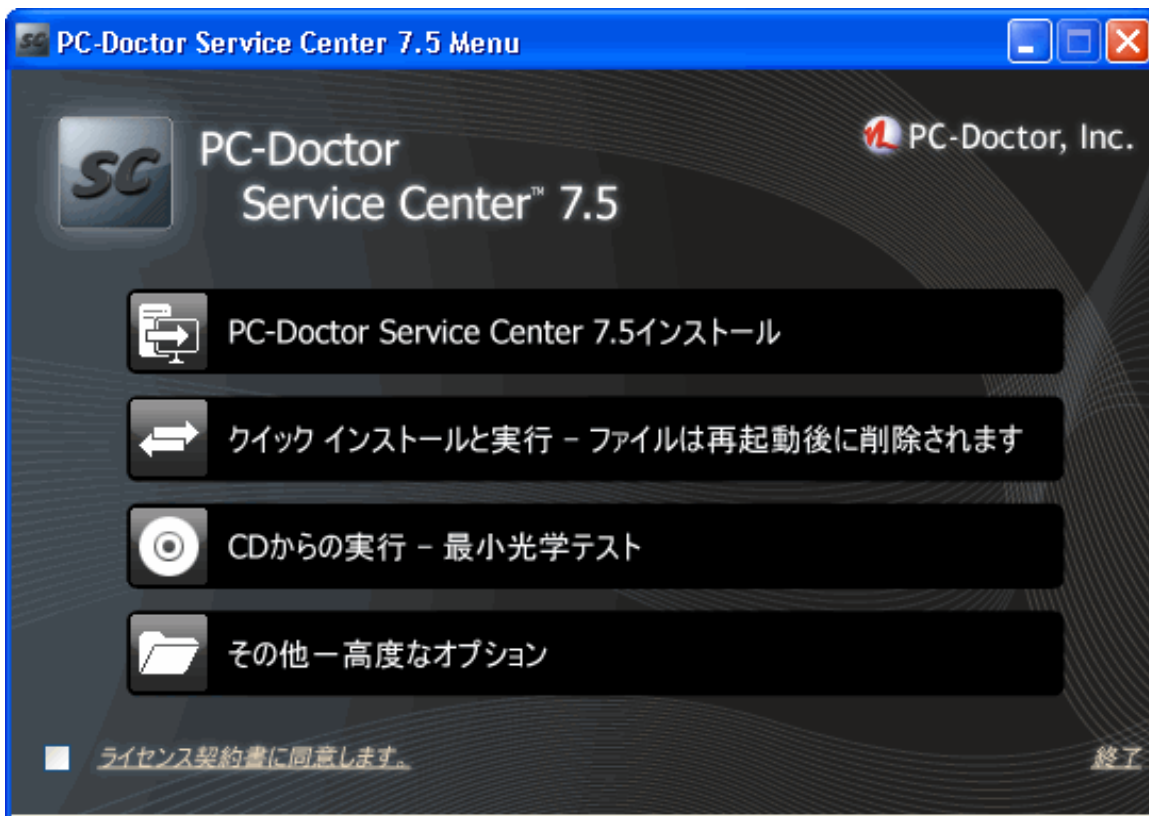 SC PC-Doctor Service Center 7.5 Menu
SC
PC-Doctor
Service Center™ 7.5
PC-Doctor, Inc.
PC-Doctor Service Center 7.5インストール
クイック インストールと実行 – ファイルは再起動後に削除されます
CDからの実行 – 最小光学テスト
その他ー高度なオプション
ライセンス契約書に同意します。
終了